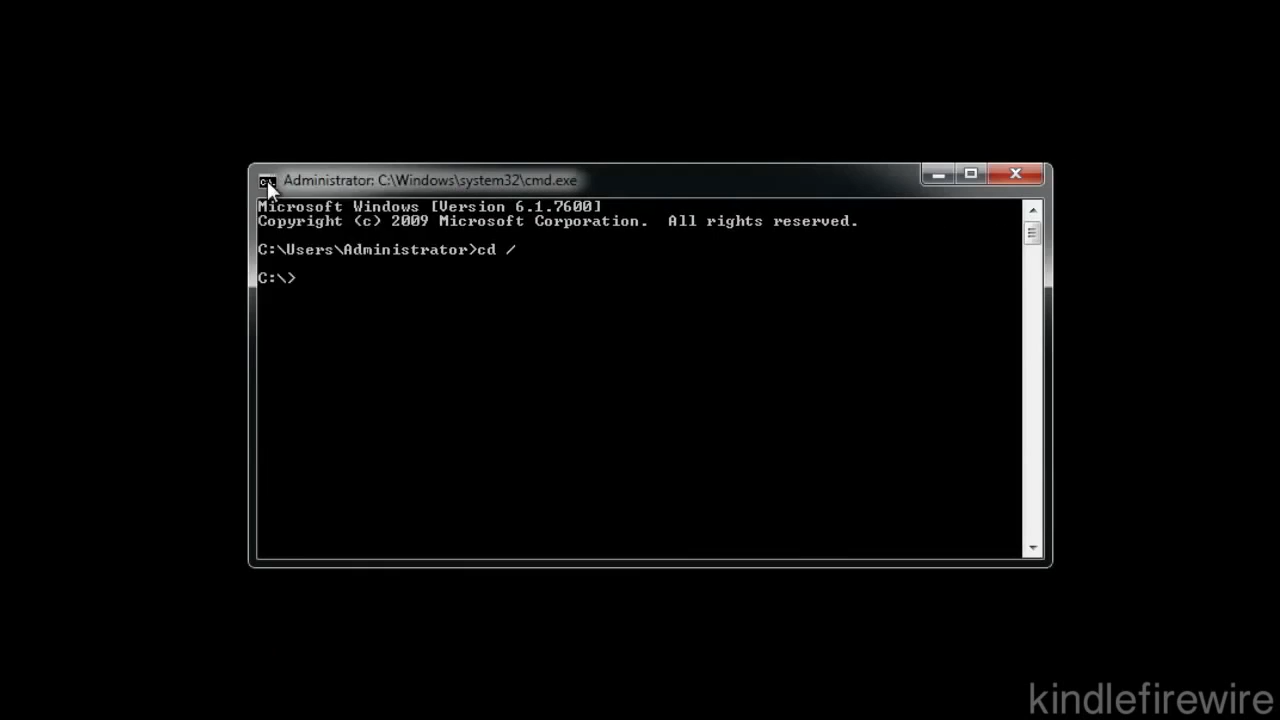 Administrator: C:\Windows\system32\cmd.exe
Microsoft Windows [Version 6.1.7600]
Copyright (c) 2009 Microsoft Corporation.  All rights reserved.
C:\Users\Administrator>cd /
C:\>
kindlefirewire